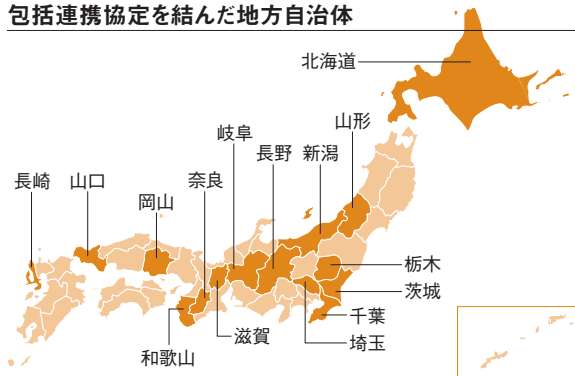 包括連携協定を結んだ地方自治体
北海道
山形
岐阜
長野
新潟
長崎
山口
岡山
奈良
栃木
茨城
千葉
埼玉
滋賀
和歌山